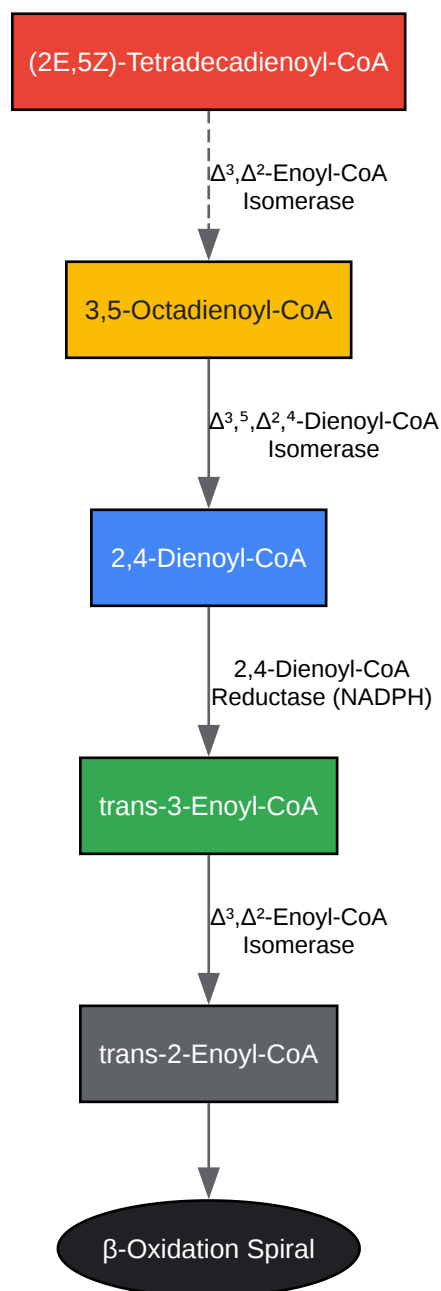 (2E,5Z)-Tetradecadienoyl-CoA
Δ³,Δ²-Enoyl-CoA
Isomerase
3,5-Octadienoyl-CoA
Δ³,⁵,Δ²,⁴-Dienoyl-CoA
Isomerase
2,4-Dienoyl-CoA
2,4-Dienoyl-CoA
Reductase (NADPH)
trans-3-Enoyl-CoA
Δ³,Δ²-Enoyl-CoA
Isomerase
trans-2-Enoyl-CoA
β-Oxidation Spiral